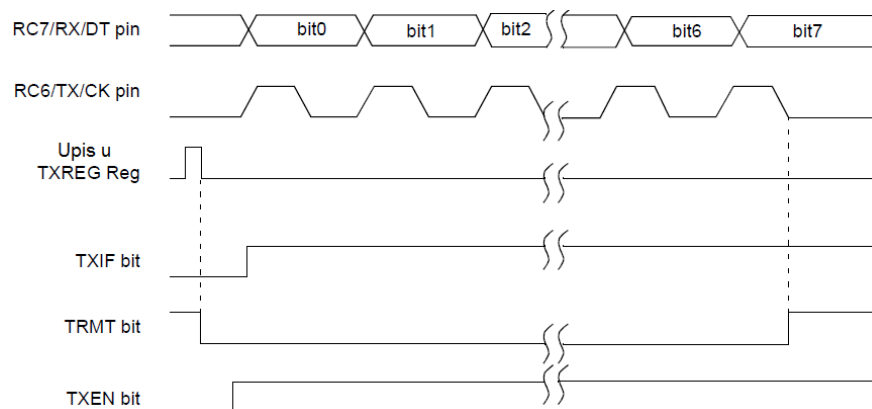 RC7/RX/DT pin
bit0 bit1 bit2 bit6 bit7
RC6/TX/CK pin
Upis u
TXREG Reg
TXIF bit
TRMT bit
TXEN bit